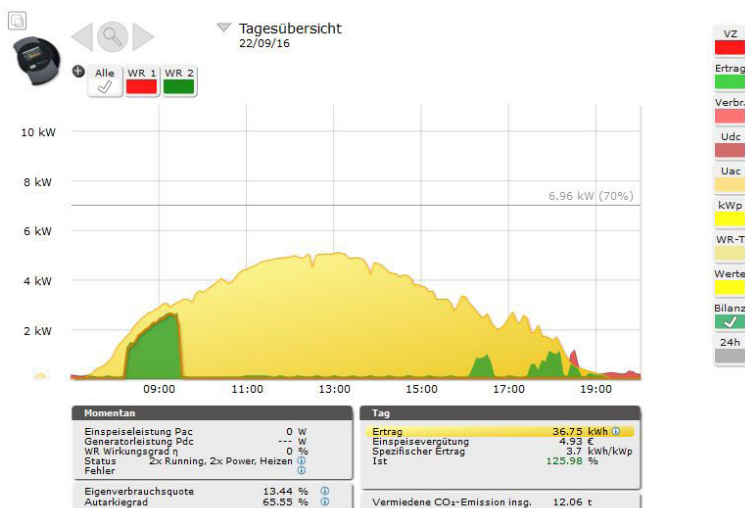 Tagesübersicht
22/09/16
Alle WR 1 WR 2
10 kW
8 kW
6.96 kW (70%)
6 kW
4 kW
2 kW
09:00 11:00 13:00 15:00 17:00 19:00
VZ
Ertrag
Verbr.
Udc
Uac
kWp
WR-T
Werte
Bilanz
24h
Momentan
Einspeiseleistung Pac 0 W
Generatorleistung Pdc --- W
WR Wirkungsgrad η 0 %
Status 2x Running, 2x Power, Heizen
Fehler
Eigenverbrauchsquote 13.44 %
Autarkiegrad 65.55 %
Tag
Ertrag 36.75 kWh
Einspeisevergütung 4.93 €
Spezifischer Ertrag 3.7 kWh/kWp
Ist 125.98 %
Vermiedene CO₂-Emission insg. 12.06 t